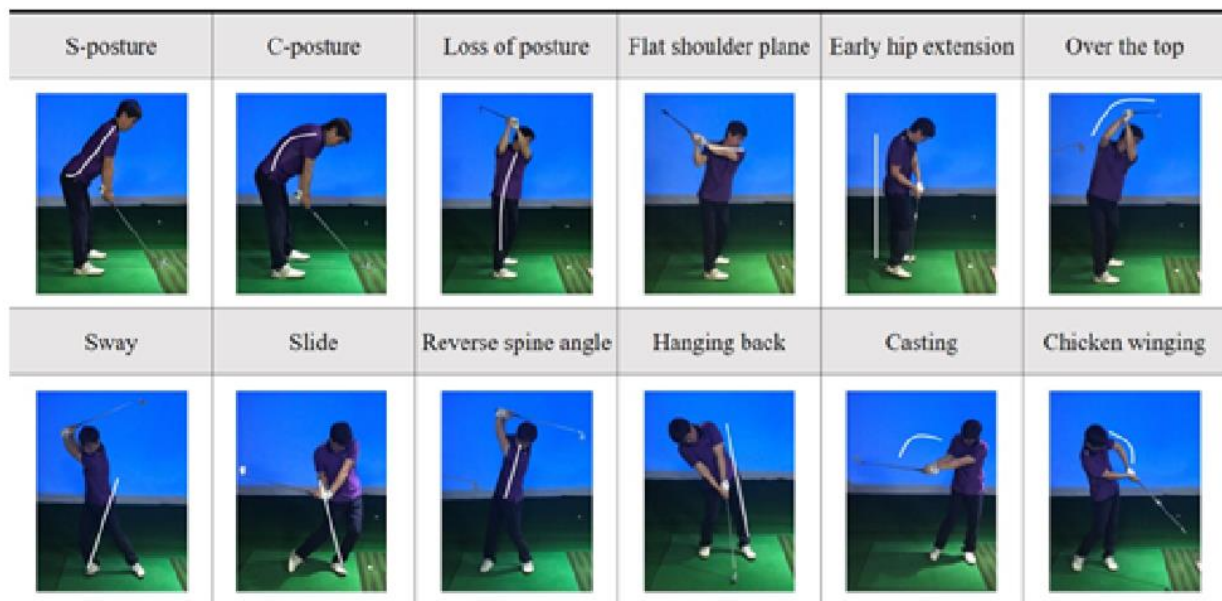 S-posture
C-posture
Loss of posture
Flat shoulder plane
Early hip extension
Over the top
Sway
Slide
Reverse spine angle
Hanging back
Casting
Chicken winging